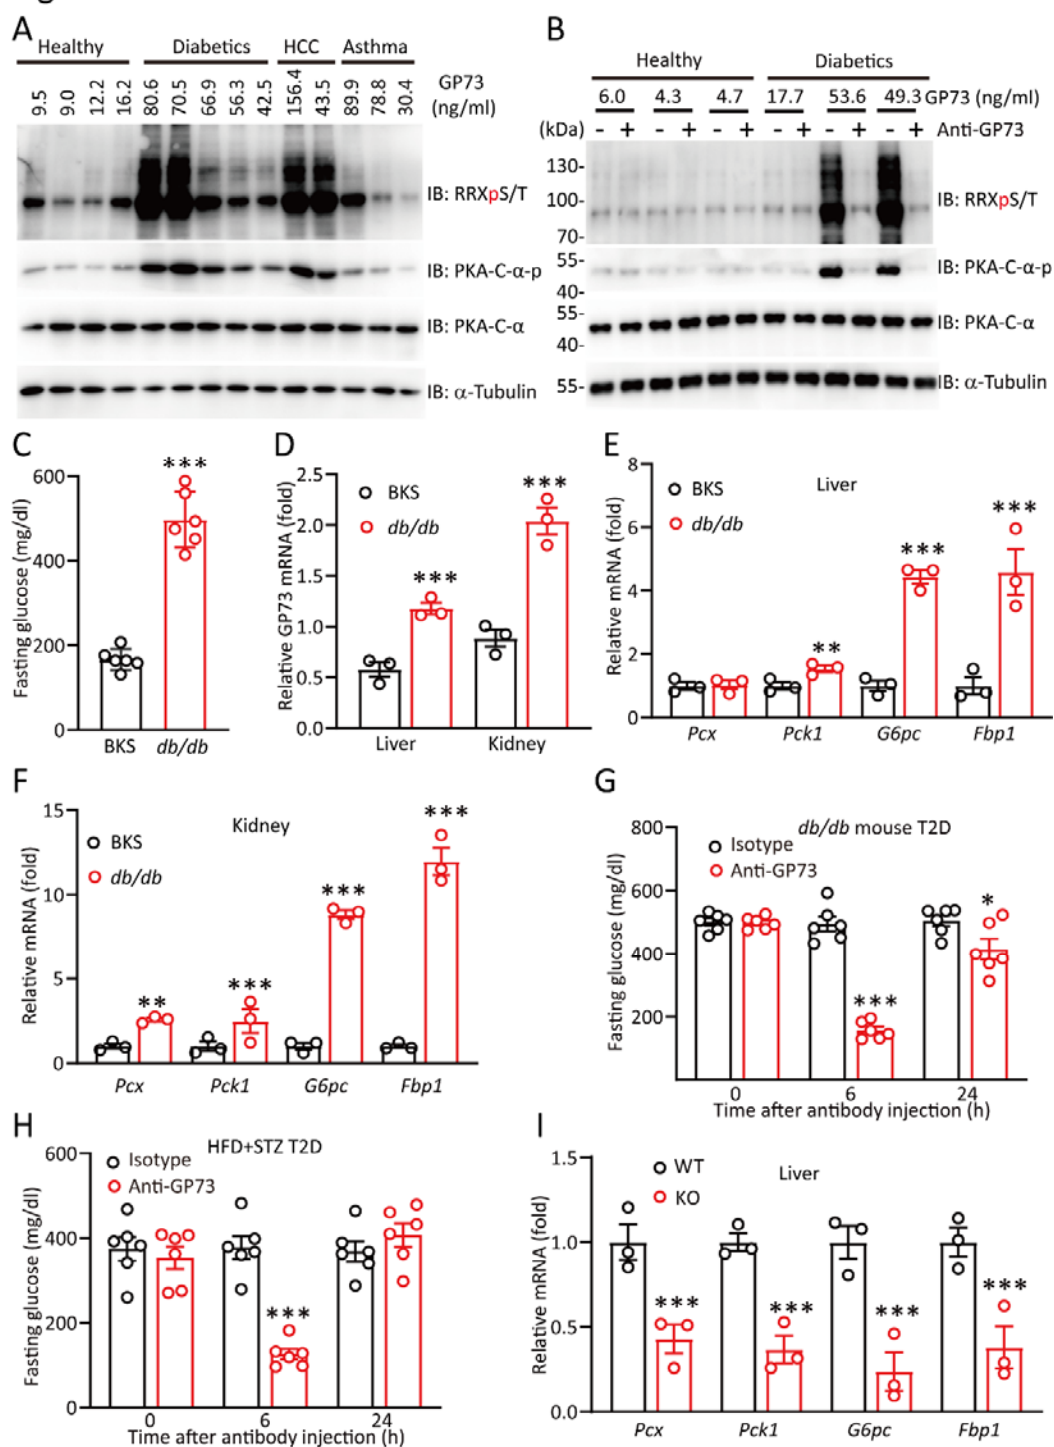 A
Healthy Diabetics HCC Asthma
9.5 9.0 12.2 16.2 80.6 70.5 66.9 56.3 42.5 156.4 43.5 89.9 78.8 30.4
GP73
(ng/ml)
IB: RRXpS/T
IB: PKA-C-α-p
IB: PKA-C-α
IB: α-Tubulin
B
Healthy Diabetics
6.0 4.3 4.7 17.7 53.6 49.3 GP73 (ng/ml)
(kDa) - + - + - + - + - + - + Anti-GP73
130-
100- IB: RRXpS/T
70-
55- IB: PKA-C-α-p
40-
55- IB: PKA-C-α
40-
55- IB: α-Tubulin
C
Fasting glucose (mg/dl)
600
400
200
0
***
BKS db/db
D
Relative GP73 mRNA (fold)
2.5
2.0
1.5
1.0
0.5
0.0
BKS
db/db
*** ***
Liver Kidney
E
Relative mRNA (fold)
8
6
4
2
0
Liver
BKS
db/db
** *** ***
Pcx Pck1 G6pc Fbp1
F
Relative mRNA (fold)
15
10
5
0
Kidney
BKS
db/db
** *** *** ***
Pcx Pck1 G6pc Fbp1
G
Fasting glucose (mg/dl)
800
600
400
200
db/db mouse T2D
Isotype
Anti-GP73
*** *
0 6 24
Time after antibody injection (h)
H
Fasting glucose (mg/dl)
600
400
200
0
HFD+STZ T2D
Isotype
Anti-GP73
***
0 6 24
Time after antibody injection (h)
I
Relative mRNA (fold)
1.5
1.0
0.5
0.0
WT
KO
Liver
*** *** *** ***
Pcx Pck1 G6pc Fbp1